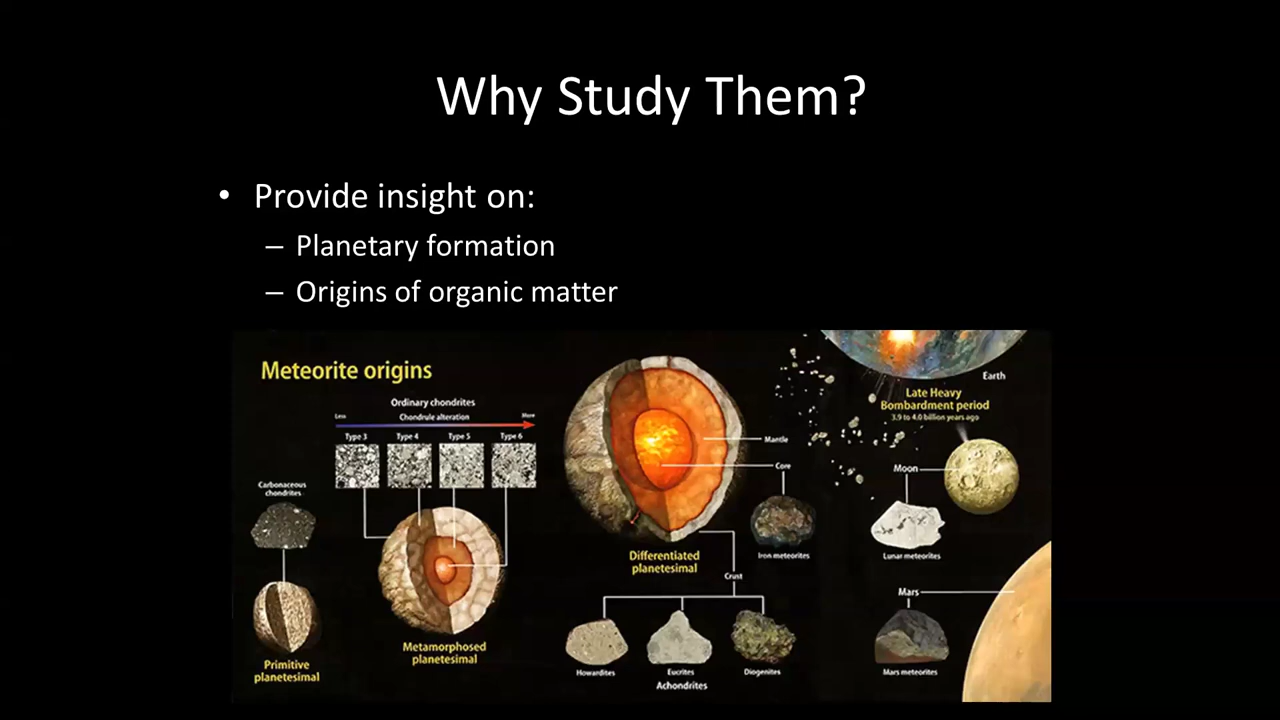 Why Study Them?
• Provide insight on:
– Planetary formation
– Origins of organic matter
Meteorite origins
Ordinary chondrites
Less
Chondrule alteration
More
Type 3
Type 4
Type 5
Type 6
Carbonaceous
chondrites
Primitive
planetesimal
Metamorphosed
planetesimal
Mantle
Core
Differentiated
planetesimal
Iron meteorites
Crust
Howardites
Eucrites
Diogenites
Achondrites
Earth
Late Heavy
Bombardment period
3.9 to 4.0 billion years ago
Moon
Lunar meteorites
Mars
Mars meteorites